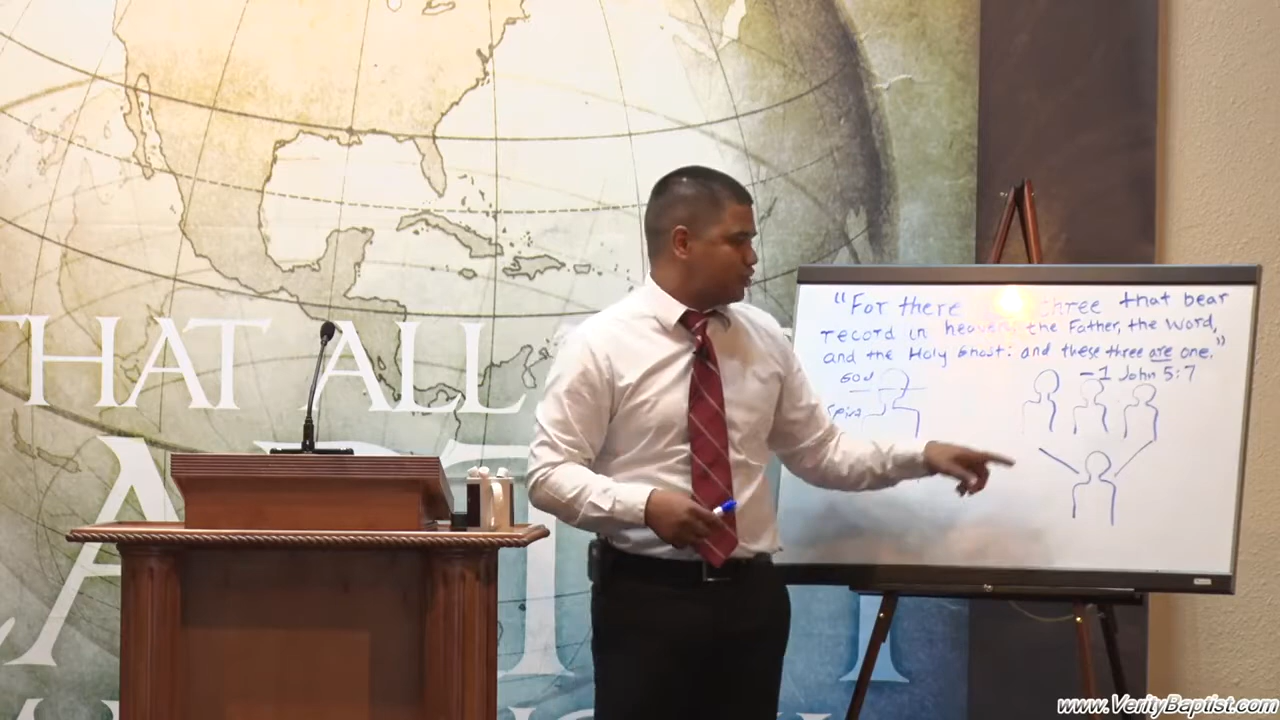 THAT ALL
"For there three that bear
record in heaven, the Father, the Word,
and the Holy Ghost: and these three are one."
-1 John 5:7
GOD
www.VerityBaptist.com